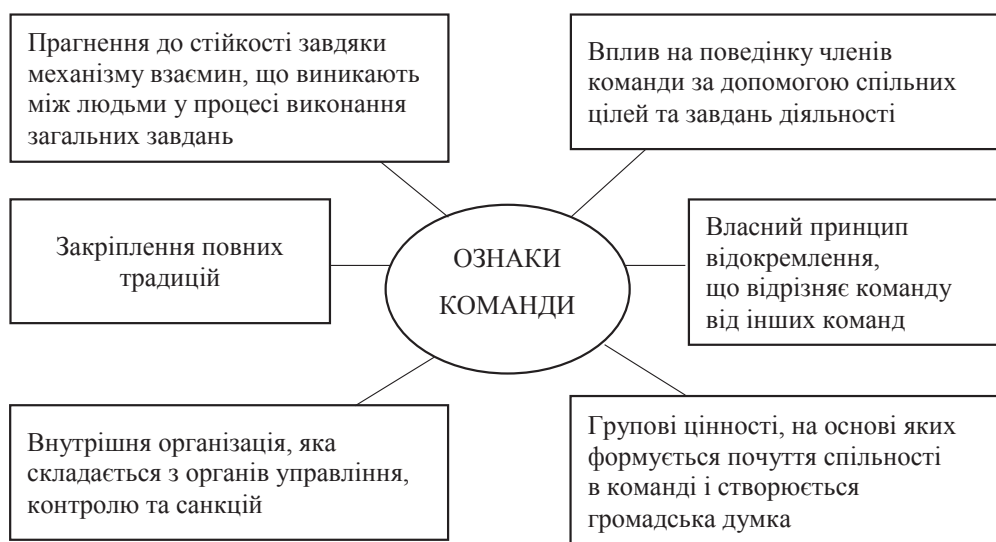 Прагнення до стійкості завдяки
механізму взаємин, що виникають
між людьми у процесі виконання
загальних завдань
Вплив на поведінку членів
команди за допомогою спільних
цілей та завдань діяльності
Закріплення повних
традицій
ОЗНАКИ
КОМАНДИ
Власний принцип
відокремлення,
що відрізняє команду
від інших команд
Внутрішня організація, яка
складається з органів управління,
контролю та санкцій
Групові цінності, на основі яких
формується почуття спільності
в команді і створюється
громадська думка